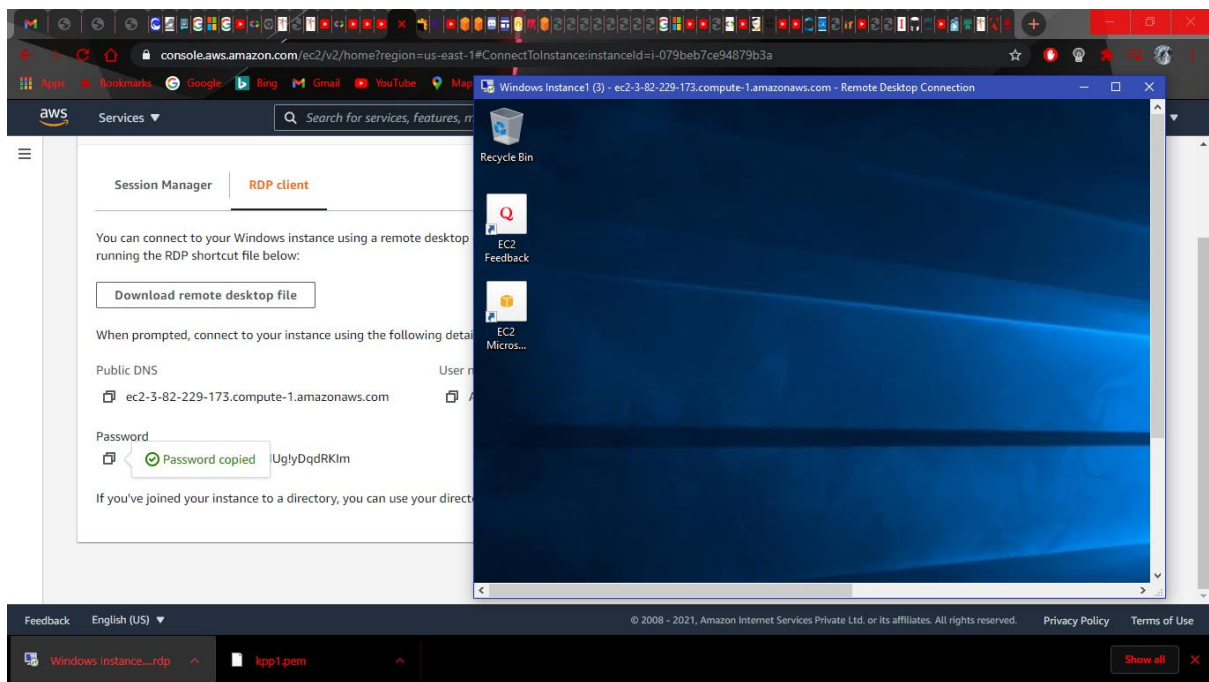 console.aws.amazon.com/ec2/v2/home?region=us-east-1#ConnectToInstance:instanceId=i-079beb7ce94879b3a
Apps
Bookmarks
Google
Bing
Gmail
YouTube
Map
Windows Instance1 (3) - ec2-3-82-229-173.compute-1.amazonaws.com - Remote Desktop Connection
aws
Services ▼
Search for services, features, m
Recycle Bin
Session Manager
RDP client
You can connect to your Windows instance using a remote desktop
running the RDP shortcut file below:
Download remote desktop file
When prompted, connect to your instance using the following detai
Public DNS
User n
ec2-3-82-229-173.compute-1.amazonaws.com
A
Password
Password copied
Ug!yDqdRKIm
If you've joined your instance to a directory, you can use your direct
EC2
Feedback
EC2
Micros...
Feedback
English (US) ▼
© 2008 - 2021, Amazon Internet Services Private Ltd. or its affiliates. All rights reserved.
Privacy Policy
Terms of Use
Windows Instance....rdp
kpp1.pem
Show all